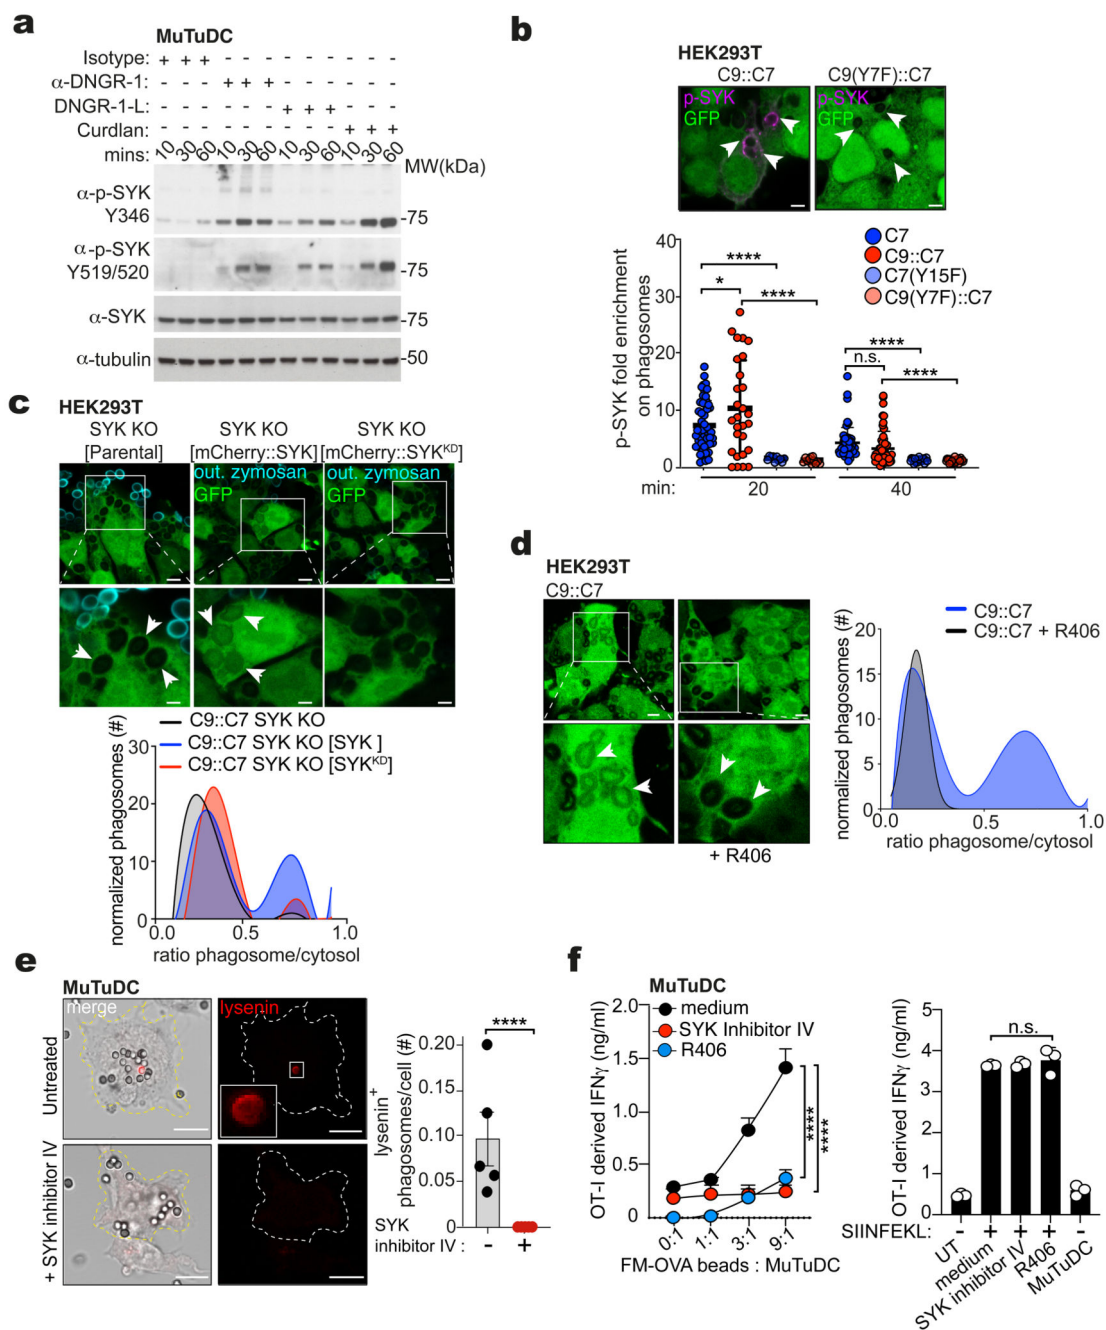 a
MuTuDC
Isotype: + + + - - - - - - - - -
α-DNGR-1 - - - + + + - - - - - -
DNGR-1-L: - - - - - - + + + - - -
Curdlan: - - - - - - - - - + + +
mins: 10 30 60 10 30 60 10 30 60 10 30 60
MW(kDa)
α-p-SYK
Y346
-75
α-p-SYK
Y519/520
-75
α-SYK
-75
α-tubulin
-50
b
HEK293T
C9::C7
C9(Y7F)::C7
p-SYK
GFP
p-SYK
GFP
p-SYK fold enrichment
on phagosomes
40
30
20
10
0
C7
C9::C7
C7(Y15F)
C9(Y7F)::C7
****
*
****
****
n.s.
****
min:
20
40
c
HEK293T
SYK KO
[Parental]
SYK KO
[mCherry::SYK]
SYK KO
[mCherry::SYKKD]
out. zymosan
GFP
C9::C7 SYK KO
C9::C7 SYK KO [SYK ]
C9::C7 SYK KO [SYKKD]
normalized phagosomes (#)
30
20
10
0
0.0
0.5
1.0
ratio phagosome/cytosol
d
HEK293T
C9::C7
+ R406
C9::C7
C9::C7 + R406
normalized phagosomes (#)
20
15
10
5
0
0.0
0.5
1.0
ratio phagosome/cytosol
e
MuTuDC
merge
lysenin
Untreated
+ SYK inhibitor IV
****
lysenin+
phagosomes/cell (#)
0.20
0.15
0.10
0.05
0.00
SYK
inhibitor IV : - +
f
MuTuDC
medium
SYK Inhibitor IV
R406
OT-I derived IFNγ (ng/ml)
2.0
1.5
1.0
0.5
0.0
****
****
0:1
1:1
3:1
9:1
FM-OVA beads : MuTuDC
OT-I derived IFNγ (ng/ml)
5
4
3
2
1
0
n.s.
SIINFEKL: - + + + -
UT
medium
SYK inhibitor IV
R406
MuTuDC